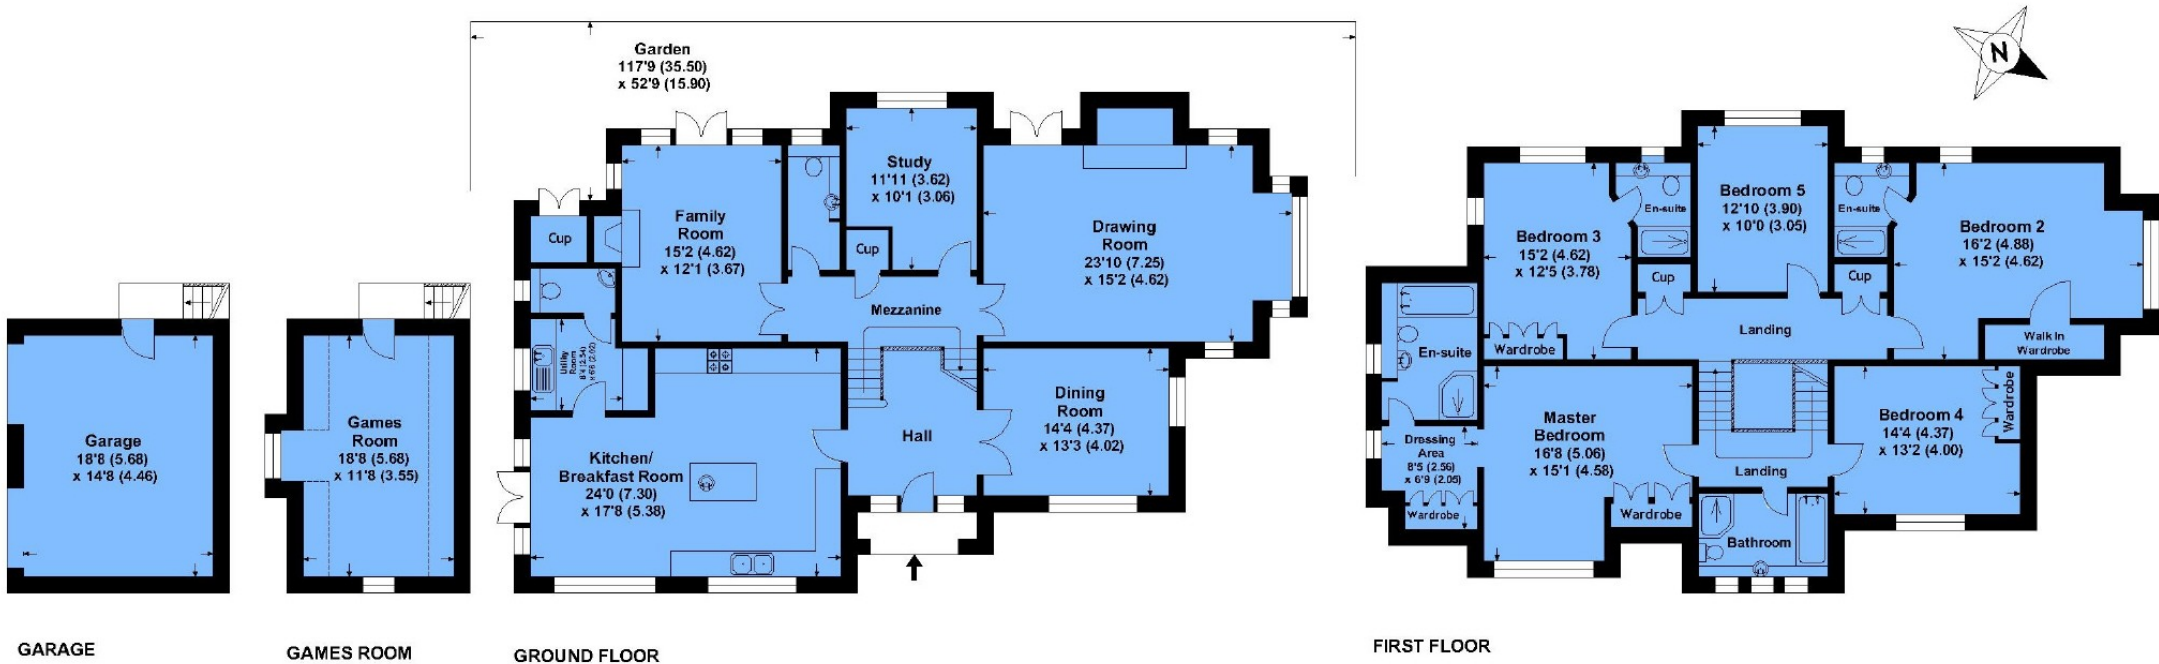 N
Garden
117'9 (35.50)
x 52'9 (15.90)
Study
11'11 (3.62)
x 10'1 (3.06)
Family
Room
15'2 (4.62)
x 12'1 (3.67)
Cup
Cup
Drawing
Room
23'10 (7.25)
x 15'2 (4.62)
Mezzanine
Utility
Room
8'4 (2.54)
x 6'8 (2.02)
Hall
Dining
Room
14'4 (4.37)
x 13'3 (4.02)
Kitchen/
Breakfast Room
24'0 (7.30)
x 17'8 (5.38)
Garage
18'8 (5.68)
x 14'8 (4.46)
Games
Room
18'8 (5.68)
x 11'8 (3.55)
Bedroom 3
15'2 (4.62)
x 12'5 (3.78)
En-suite
Bedroom 5
12'10 (3.90)
x 10'0 (3.05)
En-suite
Bedroom 2
16'2 (4.88)
x 15'2 (4.62)
Cup
Cup
Landing
Wardrobe
Walk In
Wardrobe
En-suite
Master
Bedroom
16'8 (5.06)
x 15'1 (4.58)
Dressing
Area
8'5 (2.56)
x 6'9 (2.05)
Wardrobe
Wardrobe
Landing
Bathroom
Bedroom 4
14'4 (4.37)
x 13'2 (4.00)
Wardrobe
GARAGE
GAMES ROOM
GROUND FLOOR
FIRST FLOOR